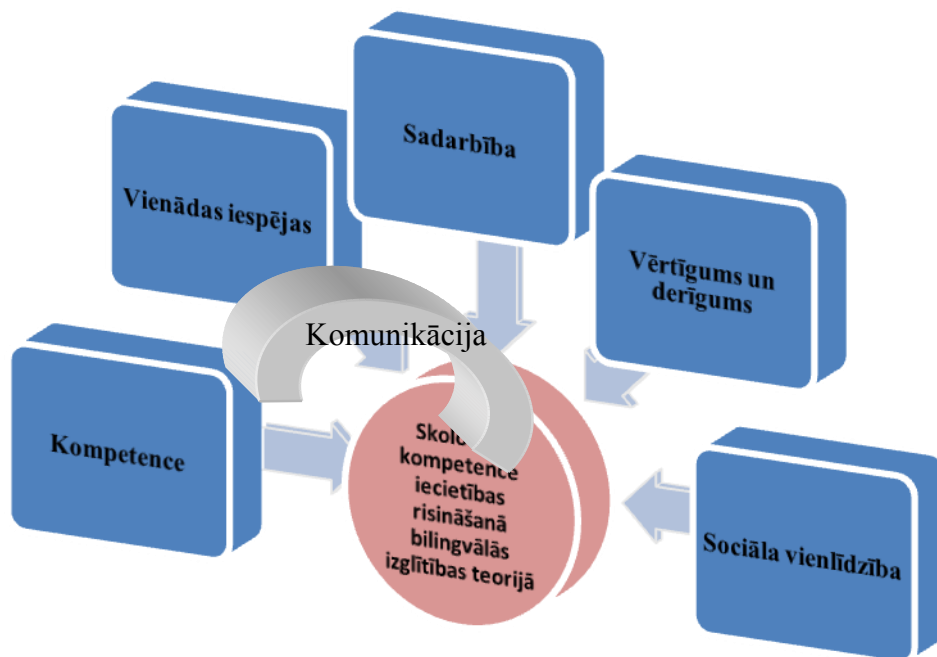 Sadarbība
Vienādas iespējas
Vērtīgums un
derīgums
Komunikācija
Kompetence
kompetence
iecietības
risināšanā
bilingvālās
izglītības teorijā
Sociāla vienlīdzība